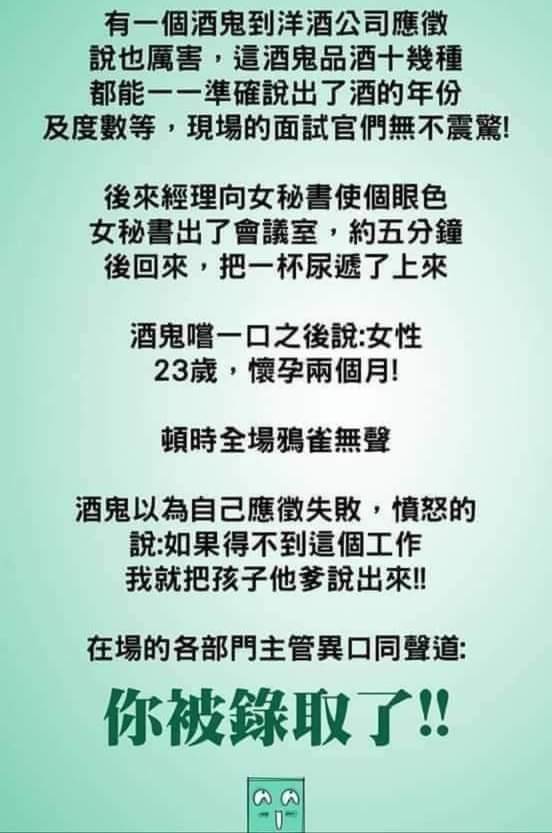 有一個酒鬼到洋酒公司應徵
說也厲害，這酒鬼品酒十幾種
都能一一準確說出了酒的年份
及度數等，現場的面試官們無不震驚!
後來經理向女秘書使個眼色
女秘書出了會議室，約五分鐘
後回來，把一杯尿遞了上來
酒鬼嚐一口之後說:女性
23歲，懷孕兩個月!
頓時全場鴉雀無聲
酒鬼以為自己應徵失敗，憤怒的
說:如果得不到這個工作
我就把孩子他爹說出來!!
在場的各部門主管異口同聲道:
你被錄取了!!